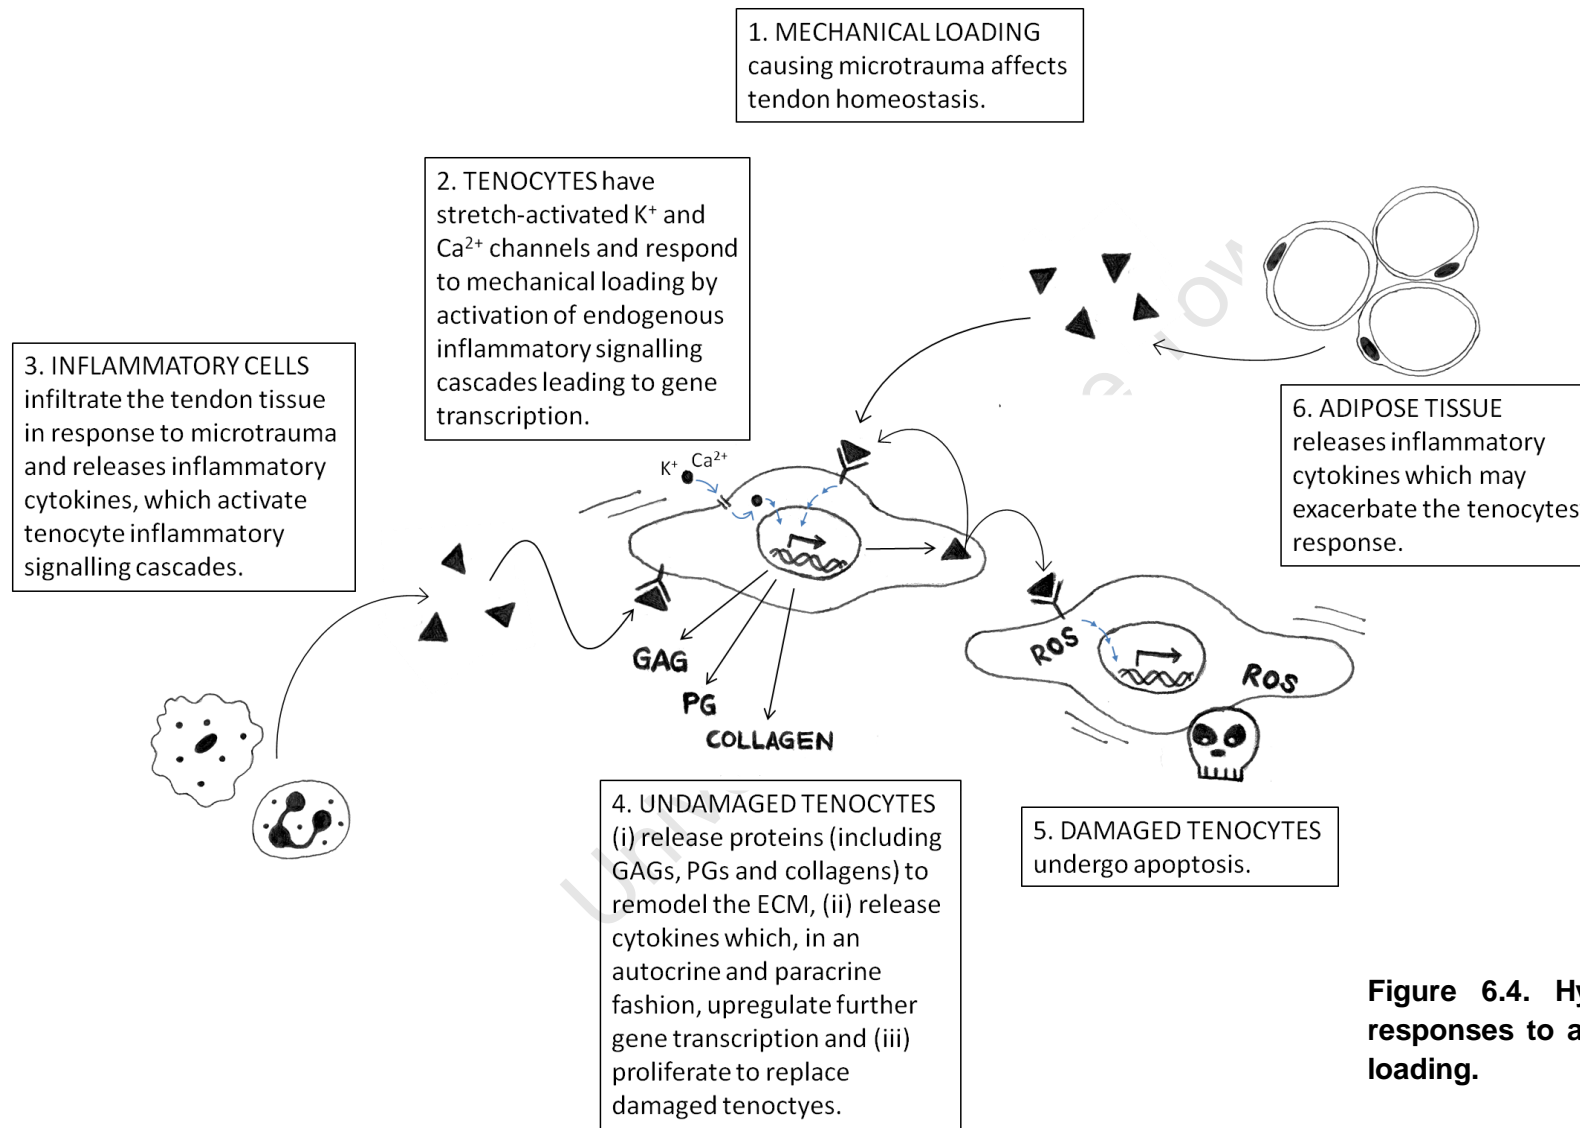 1. MECHANICAL LOADING
causing microtrauma affects
tendon homeostasis.
2. TENOCYTES have
stretch-activated K⁺ and
Ca²⁺ channels and respond
to mechanical loading by
activation of endogenous
inflammatory signalling
cascades leading to gene
transcription.
3. INFLAMMATORY CELLS
infiltrate the tendon tissue
in response to microtrauma
and releases inflammatory
cytokines, which activate
tenocyte inflammatory
signalling cascades.
6. ADIPOSE TISSUE
releases inflammatory
cytokines which may
exacerbate the tenocytes
response.
K⁺ Ca²⁺
GAG
PG
COLLAGEN
ROS
ROS
4. UNDAMAGED TENOCYTES
(i) release proteins (including
GAGs, PGs and collagens) to
remodel the ECM, (ii) release
cytokines which, in an
autocrine and paracrine
fashion, upregulate further
gene transcription and (iii)
proliferate to replace
damaged tenoctyes.
5. DAMAGED TENOCYTES
undergo apoptosis.
Figure 6.4. Hy
responses to a
loading.